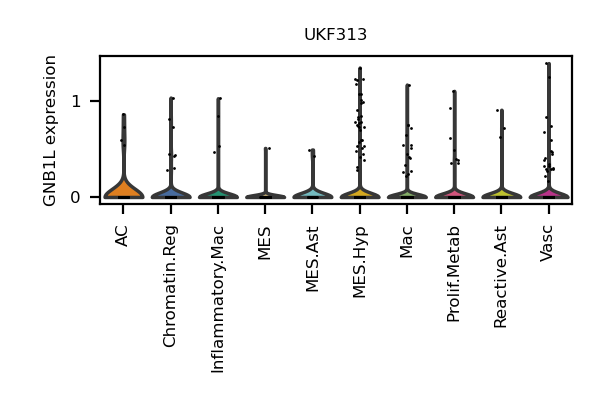 UKF313
GNB1L expression
1
0
AC
Chromatin.Reg
Inflammatory.Mac
MES
MES.Ast
MES.Hyp
Mac
Prolif.Metab
Reactive.Ast
Vasc